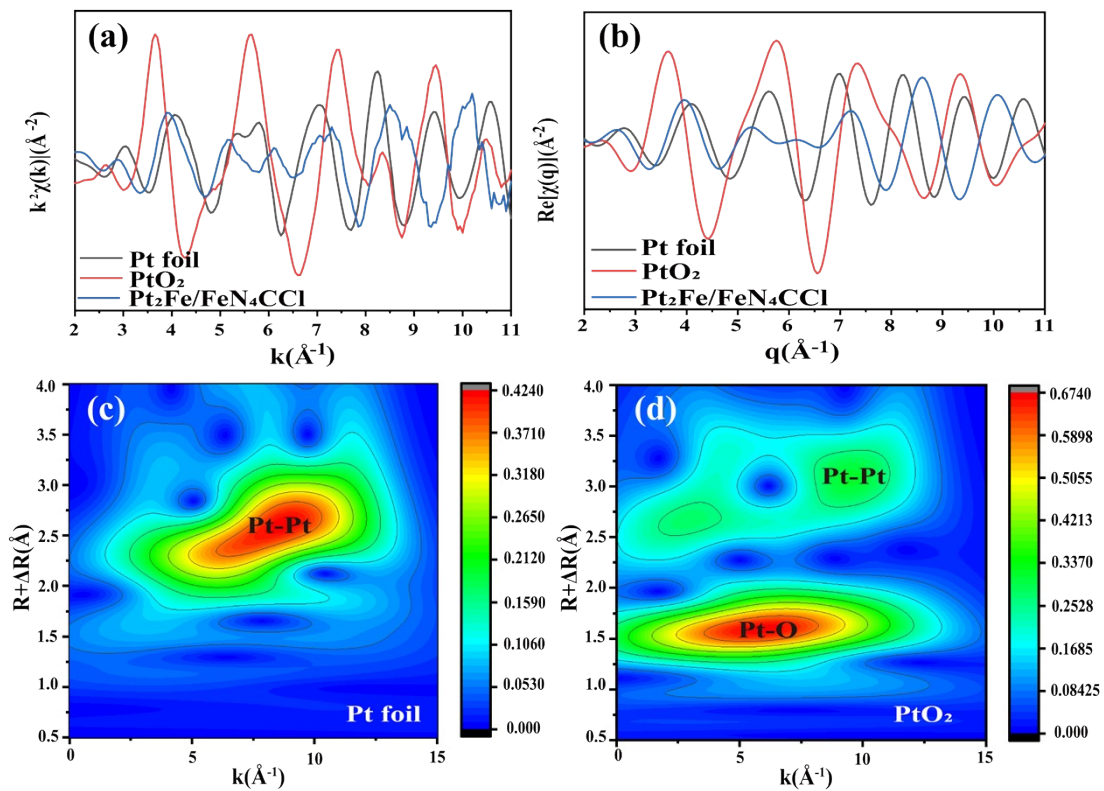 (a)
k²χ(k)|(Å⁻²)
Pt foil
PtO₂
Pt₂Fe/FeN₄CCl
2 3 4 5 6 7 8 9 10 11
k(Å⁻¹)
(b)
Re[χ(q)|(Å⁻²)
Pt foil
PtO₂
Pt₂Fe/FeN₄CCl
2 3 4 5 6 7 8 9 10 11
q(Å⁻¹)
(c)
R+ΔR(Å)
4.0
3.5
3.0
2.5
2.0
1.5
1.0
0.5
Pt-Pt
Pt foil
0 5 10 15
k(Å⁻¹)
0.4240
0.3710
0.3180
0.2650
0.2120
0.1590
0.1060
0.0530
0.000
(d)
R+ΔR(Å)
4.0
3.5
3.0
2.5
2.0
1.5
1.0
0.5
Pt-Pt
Pt-O
PtO₂
0 5 10 15
k(Å⁻¹)
0.6740
0.5898
0.5055
0.4213
0.3370
0.2528
0.1685
0.08425
0.000